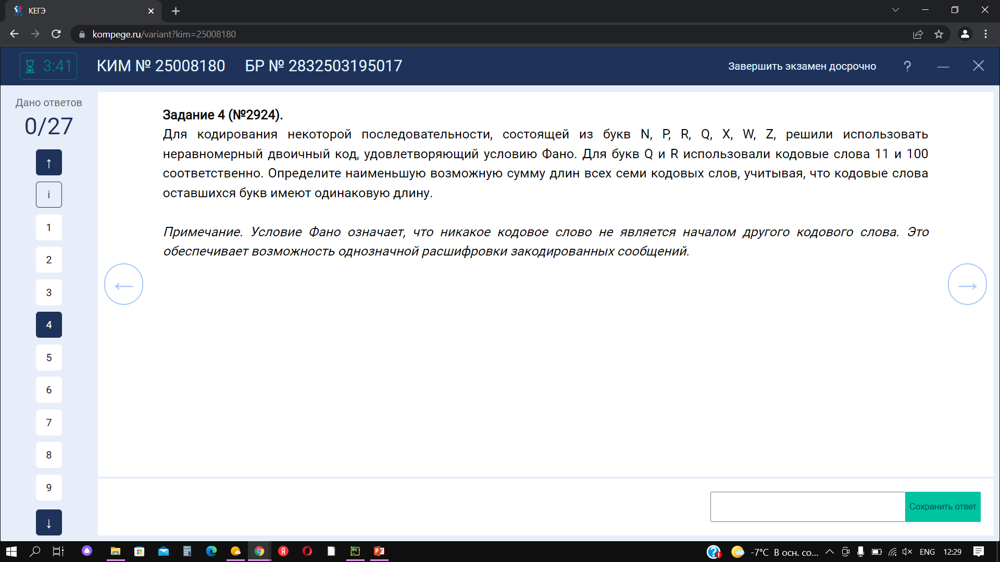 КЕГЭ
kompege.ru/variant?kim=25008180
3:41
КИМ № 25008180
БР № 2832503195017
Завершить экзамен досрочно
?
Дано ответов
0/27
↑
i
1
2
3
4
5
6
7
8
9
↓
Задание 4 (№2924).
Для кодирования некоторой последовательности, состоящей из букв N, P, R, Q, X, W, Z, решили использовать
неравномерный двоичный код, удовлетворяющий условию Фано. Для букв Q и R использовали кодовые слова 11 и 100
соответственно. Определите наименьшую возможную сумму длин всех семи кодовых слов, учитывая, что кодовые слова
оставшихся букв имеют одинаковую длину.
Примечание. Условие Фано означает, что никакое кодовое слово не является началом другого кодового слова. Это
обеспечивает возможность однозначной расшифровки закодированных сообщений.
←
→
Сохранить ответ
-7°C В осн. со...
ENG
12:29